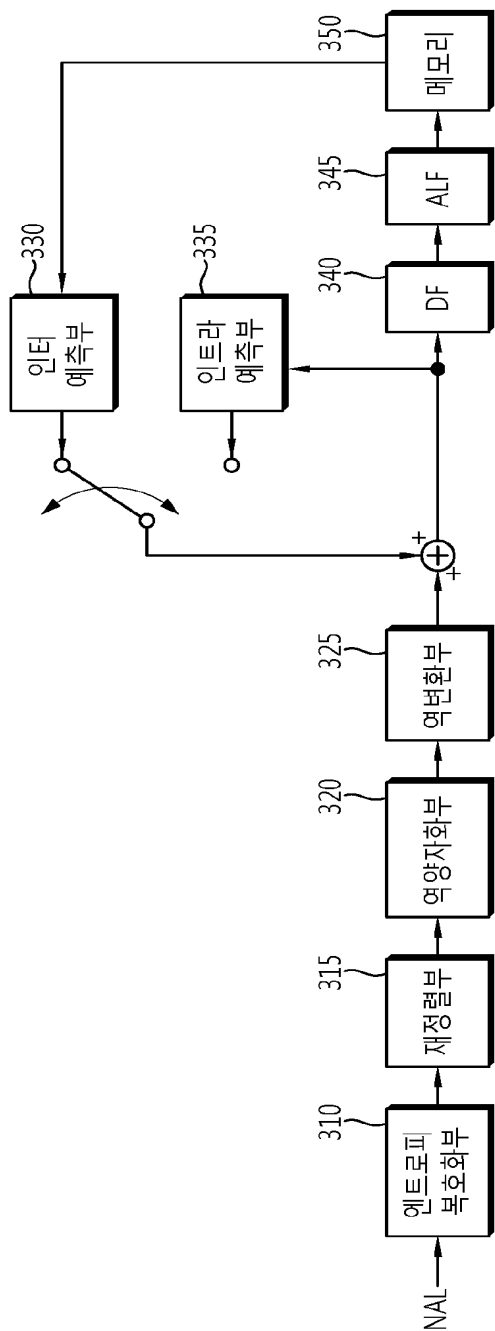 NAL
310
엔트로피
복호화부
315
재정렬부
320
역양자화부
325
역변환부
+
+
+
330
인터
예측부
335
인트라
예측부
340
DF
345
ALF
350
메모리